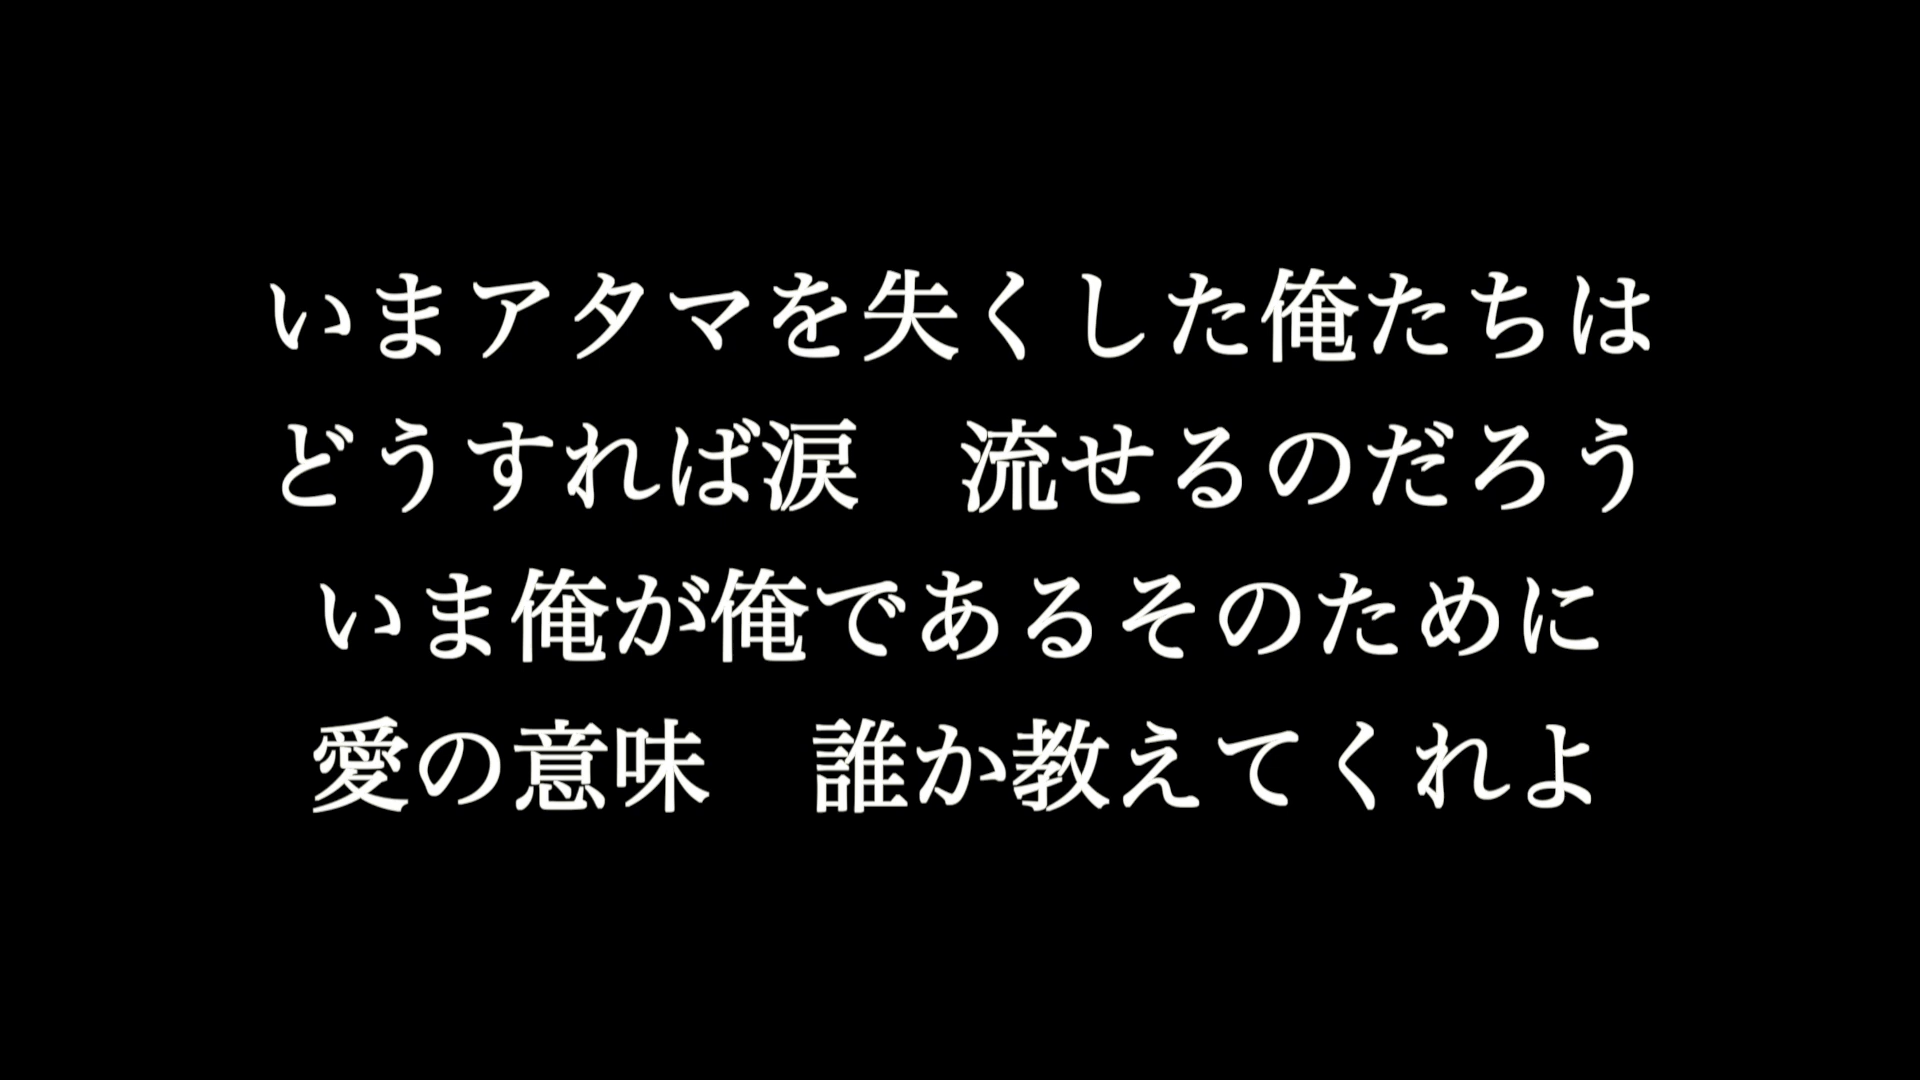 いまアタマを失くした俺たちは
どうすれば涙　流せるのだろう
いま俺が俺であるそのために
愛の意味　誰か教えてくれよ